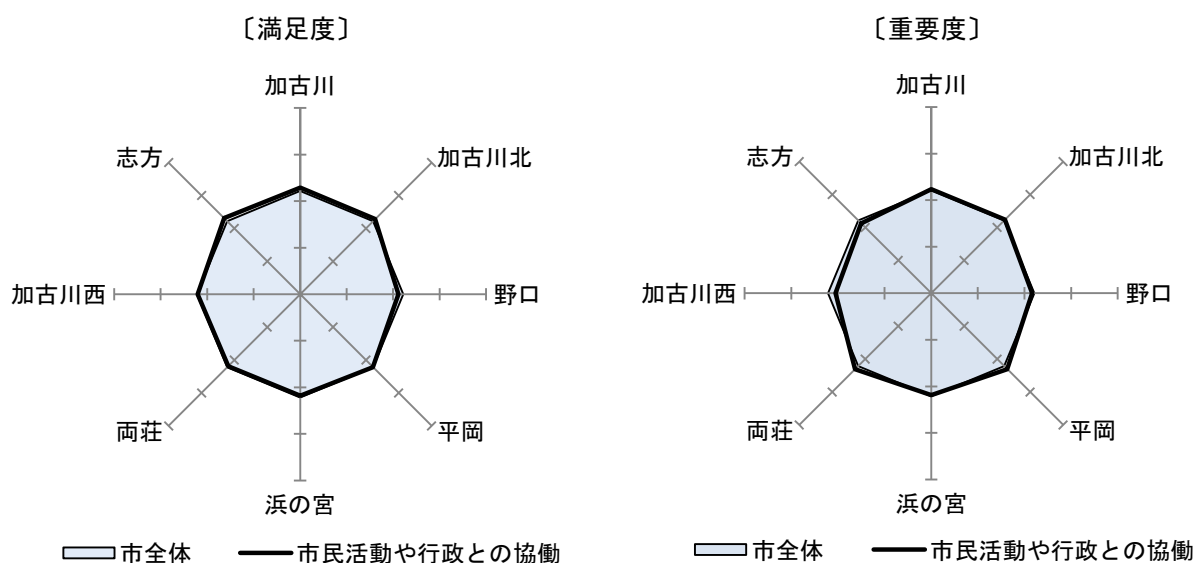 〔満足度〕
加古川
加古川北
野口
平岡
浜の宮
両荘
加古川西
志方
市全体
市民活動や行政との協働
〔重要度〕
加古川
加古川北
野口
平岡
浜の宮
両荘
加古川西
志方
市全体
市民活動や行政との協働